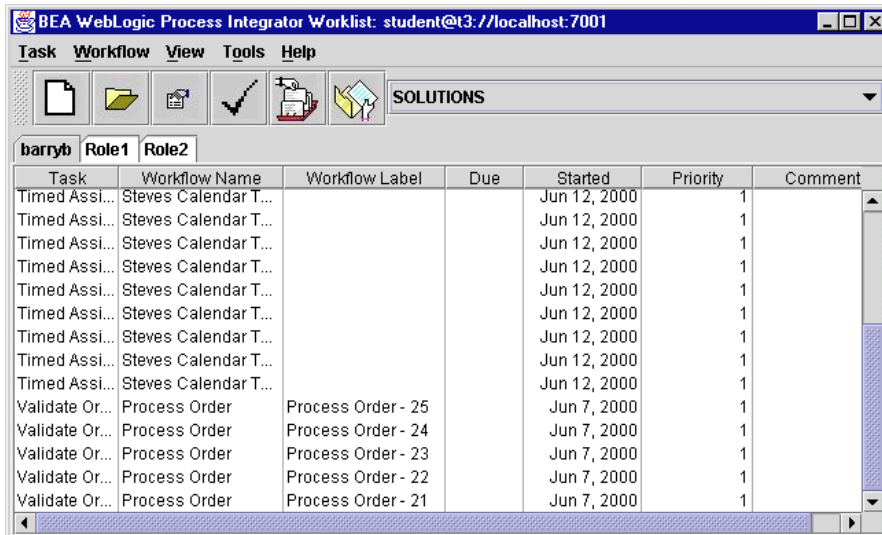 BEA WebLogic Process Integrator Worklist: student@t3://localhost:7001
Task Workflow View Tools Help
SOLUTIONS
barryb Role1 Role2
Task Workflow Name Workflow Label Due Started Priority Comment
Timed Assi... Steves Calendar T... Jun 12, 2000 1
Timed Assi... Steves Calendar T... Jun 12, 2000 1
Timed Assi... Steves Calendar T... Jun 12, 2000 1
Timed Assi... Steves Calendar T... Jun 12, 2000 1
Timed Assi... Steves Calendar T... Jun 12, 2000 1
Timed Assi... Steves Calendar T... Jun 12, 2000 1
Timed Assi... Steves Calendar T... Jun 12, 2000 1
Timed Assi... Steves Calendar T... Jun 12, 2000 1
Timed Assi... Steves Calendar T... Jun 12, 2000 1
Validate Or... Process Order Process Order - 25 Jun 7, 2000 1
Validate Or... Process Order Process Order - 24 Jun 7, 2000 1
Validate Or... Process Order Process Order - 23 Jun 7, 2000 1
Validate Or... Process Order Process Order - 22 Jun 7, 2000 1
Validate Or... Process Order Process Order - 21 Jun 7, 2000 1